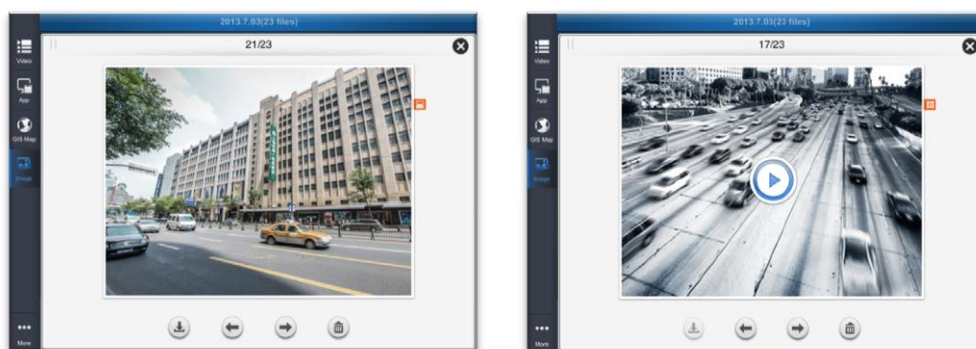 2013.7.03(23 files)
21/23
Video
App
GIS Map
Image
More
2013.7.03(23 files)
17/23
Video
App
GIS Map
Image
More